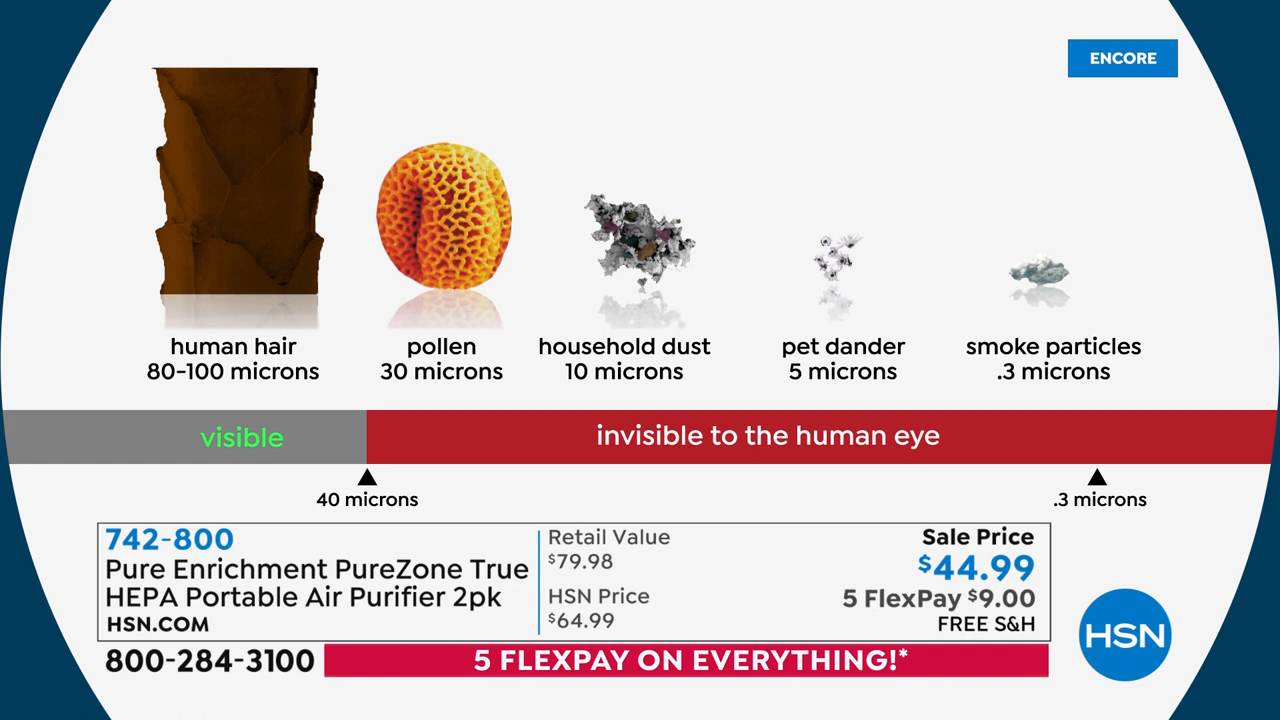 ENCORE
human hair
80-100 microns
pollen
30 microns
household dust
10 microns
pet dander
5 microns
smoke particles
.3 microns
visible
invisible to the human eye
40 microns
.3 microns
742-800
Pure Enrichment PureZone True
HEPA Portable Air Purifier 2pk
HSN.COM
Retail Value
$79.98
HSN Price
$64.99
Sale Price
$44.99
5 FlexPay $9.00
FREE S&H
HSN
800-284-3100
5 FLEXPAY ON EVERYTHING!*